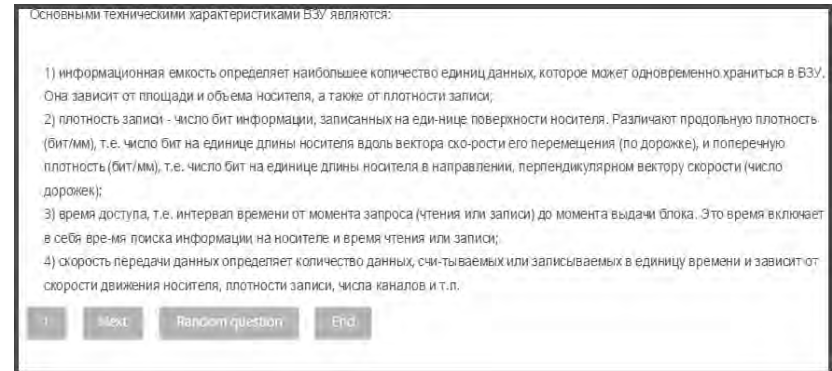 Основными техническими характеристиками ВЗУ являются:
1) информационная емкость определяет наибольшее количество единиц данных, которое может одновременно храниться в ВЗУ.
Она зависит от площади и объема носителя, а также от плотности записи;
2) плотность записи - число бит информации, записанных на еди-нице поверхности носителя. Различают продольную плотность
(бит/мм), т.е. число бит на единице длины носителя вдоль вектора ско-рости его перемещения (по дорожке), и поперечную
плотность (бит/мм), т.е. число бит на единице длины носителя в направлении, перпендикулярном вектору скорости (число
дорожек);
3) время доступа, т.е. интервал времени от момента запроса (чтения или записи) до момента выдачи блока. Это время включает
в себя вре-мя поиска информации на носителе и время чтения или записи;
4) скорость передачи данных определяет количество данных, счи-тываемых или записываемых в единицу времени и зависит от
скорости движения носителя, плотности записи, числа каналов и т.п.
1 Next Random question End